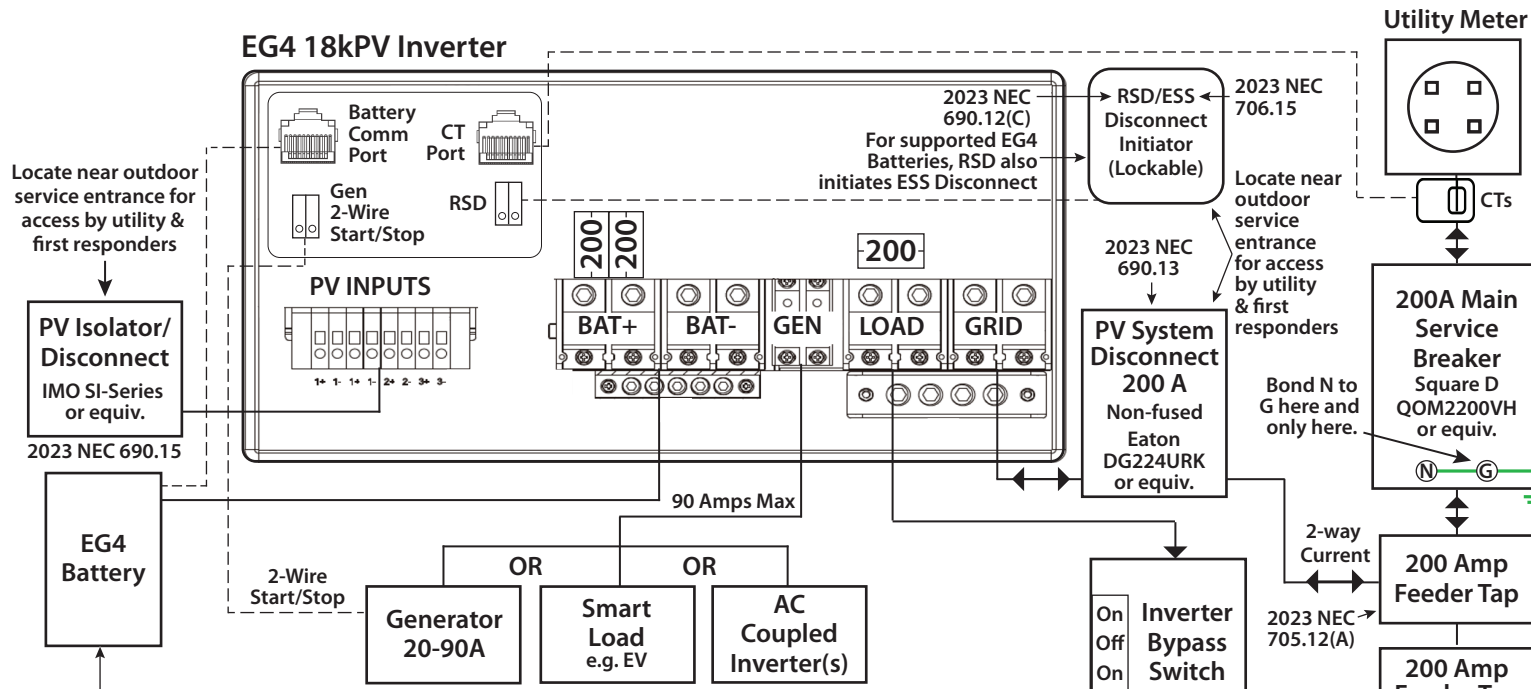 Utility Meter
EG4 18kPV Inverter
Battery
Comm
Port
CT
Port
Gen
2-Wire
Start/Stop
RSD
2023 NEC
690.12(C)
For supported EG4
Batteries, RSD also
initiates ESS Disconnect
RSD/ESS
Disconnect
Initiator
(Lockable)
2023 NEC
706.15
CTs
Locate near outdoor
service entrance for
access by utility &
first responders
Locate near
outdoor
service
entrance
for access
by utility
& first
responders
200
200
200
PV INPUTS
1+ 1- 1+ 1- 2+ 2- 3+ 3-
BAT+
BAT-
GEN
LOAD
GRID
2023 NEC
690.13
PV Isolator/
Disconnect
IMO SI-Series
or equiv.
2023 NEC 690.15
PV System
Disconnect
200 A
Non-fused
Eaton
DG224URK
or equiv.
200A Main
Service
Breaker
Square D
QOM2200VH
or equiv.
Bond N to
G here and
only here.
N
G
EG4
Battery
90 Amps Max
2-Wire
Start/Stop
OR
OR
Generator
20-90A
Smart
Load
e.g. EV
AC
Coupled
Inverter(s)
On
Off
On
Inverter
Bypass
Switch
2-way
Current
2023 NEC
705.12(A)
200 Amp
Feeder Tap
200 Amp